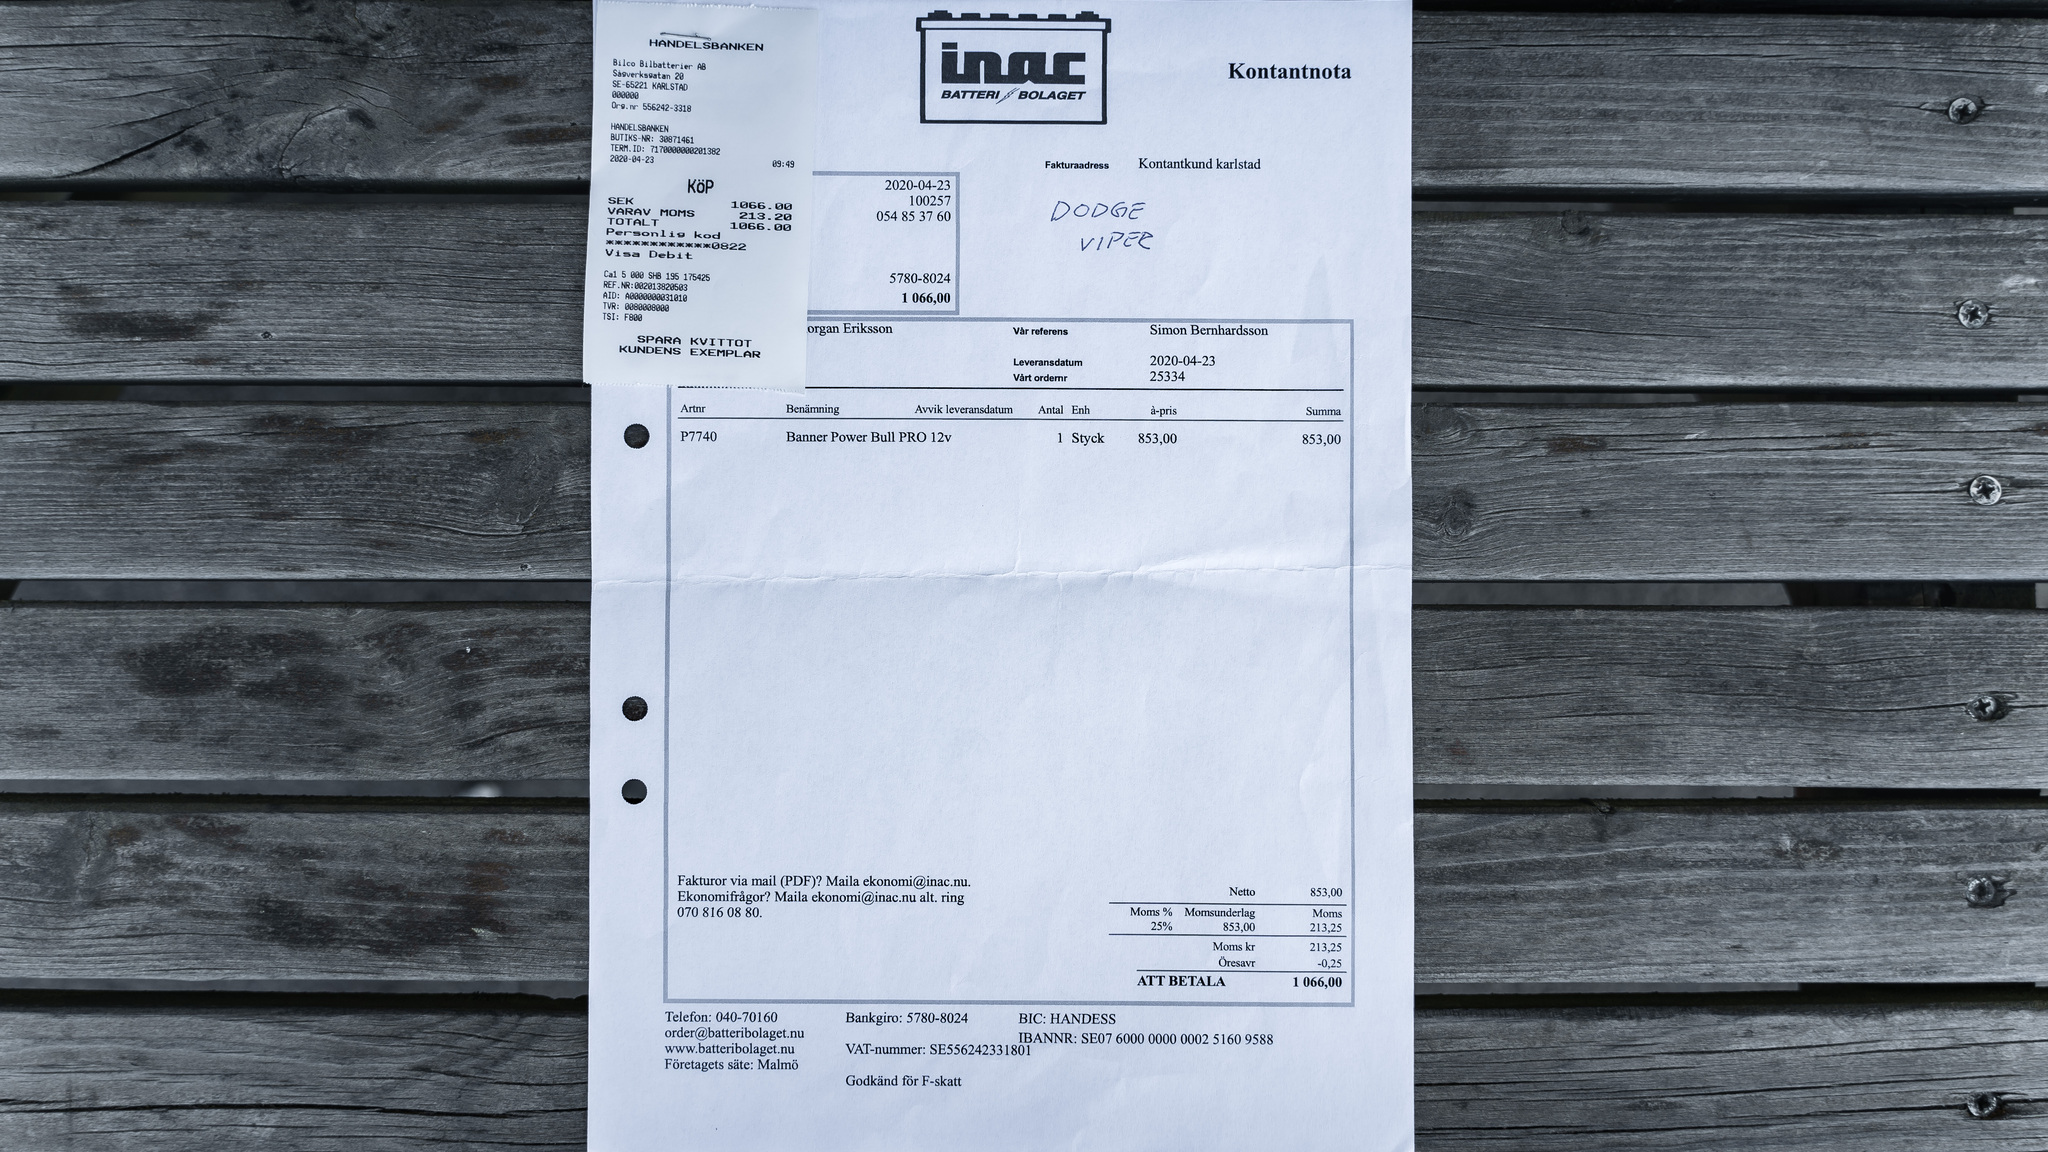 HANDELSBANKEN
Bilco Bilbatterier AB
Sågverksgatan 20
SE-65221 KARLSTAD
000000
Org.nr 556242-3318
HANDELSBANKEN
BUTIKS-NR: 30871461
TERM.ID: 7170000000201382
2020-04-23 09:49
KöP
SEK 1066.00
VARAV MOMS 213.20
TOTALT 1066.00
Personlig kod
************0822
Visa Debit
Ca1 5 000 SHB 195 175425
REF.NR:002013820503
AID: A0000000031010
TVR: 0080008000
TSI: F800
SPARA KVITTOT
KUNDENS EXEMPLAR
inac
BATTERI BOLAGET
Kontantnota
2020-04-23
100257
054 85 37 60
5780-8024
1 066,00
Fakturaadress Kontantkund karlstad
DODGE
VIPER
organ Eriksson
Vår referens Simon Bernhardsson
Leveransdatum 2020-04-23
Vårt ordernr 25334
Artnr Benämning Avvik leveransdatum Antal Enh à-pris Summa
P7740 Banner Power Bull PRO 12v 1 Styck 853,00 853,00
Fakturor via mail (PDF)? Maila ekonomi@inac.nu.
Ekonomifrågor? Maila ekonomi@inac.nu alt. ring
070 816 08 80.
Netto 853,00
Moms % Momsunderlag Moms
25% 853,00 213,25
Moms kr 213,25
Öresavr -0,25
ATT BETALA 1 066,00
Telefon: 040-70160
order@batteribolaget.nu
www.batteribolaget.nu
Företagets säte: Malmö
Bankgiro: 5780-8024
VAT-nummer: SE556242331801
Godkänd för F-skatt
BIC: HANDESS
IBANNR: SE07 6000 0000 0002 5160 9588